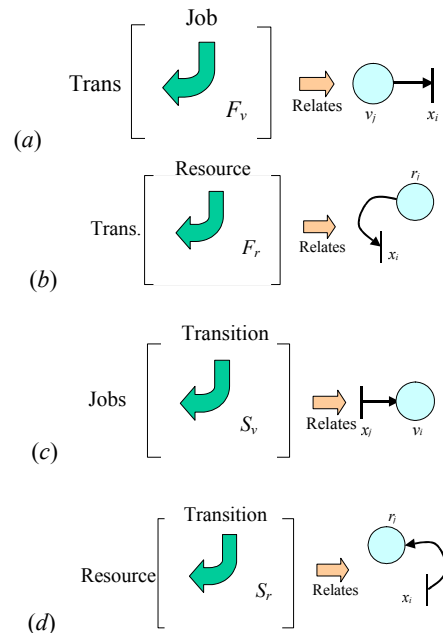 Job
Trans
F_v
Relates
v_j
x_i
(a)
Resource
r_j
Trans.
F_r
Relates
x_i
(b)
Transition
Jobs
S_v
Relates
x_j
v_i
(c)
Transition
r_j
Resource
S_r
Relates
x_i
(d)